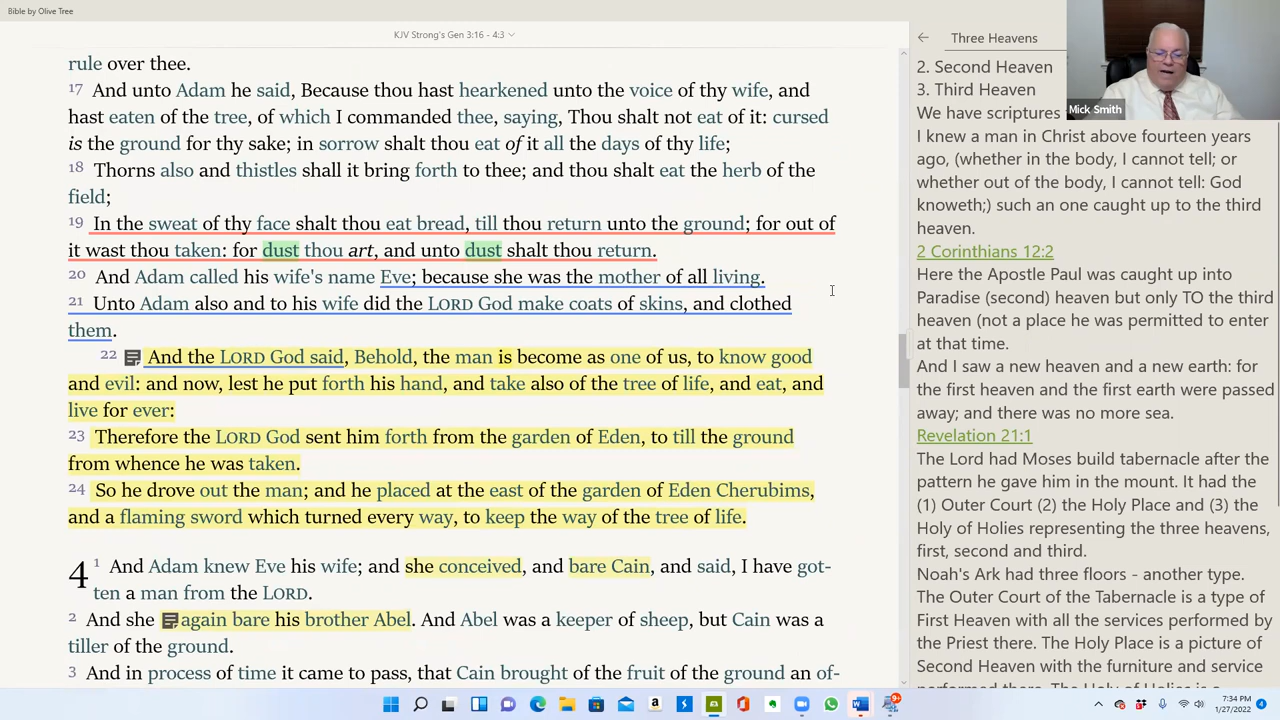 Bible by Olive Tree
KJV Strong's Gen 3:16 - 4:3
rule over thee.
17 And unto Adam he said, Because thou hast hearkened unto the voice of thy wife, and
hast eaten of the tree, of which I commanded thee, saying, Thou shalt not eat of it: cursed
is the ground for thy sake; in sorrow shalt thou eat of it all the days of thy life;
18 Thorns also and thistles shall it bring forth to thee; and thou shalt eat the herb of the
field;
19 In the sweat of thy face shalt thou eat bread, till thou return unto the ground; for out of
it wast thou taken: for dust thou art, and unto dust shalt thou return.
20 And Adam called his wife's name Eve; because she was the mother of all living.
21 Unto Adam also and to his wife did the LORD God make coats of skins, and clothed
them.
22 And the LORD God said, Behold, the man is become as one of us, to know good
and evil: and now, lest he put forth his hand, and take also of the tree of life, and eat, and
live for ever:
23 Therefore the LORD God sent him forth from the garden of Eden, to till the ground
from whence he was taken.
24 So he drove out the man; and he placed at the east of the garden of Eden Cherubims,
and a flaming sword which turned every way, to keep the way of the tree of life.
4 1 And Adam knew Eve his wife; and she conceived, and bare Cain, and said, I have got-
ten a man from the LORD.
2 And she again bare his brother Abel. And Abel was a keeper of sheep, but Cain was a
tiller of the ground.
3 And in process of time it came to pass, that Cain brought of the fruit of the ground an of-
Three Heavens
2. Second Heaven
3. Third Heaven
We have scriptures
I knew a man in Christ above fourteen years
ago, (whether in the body, I cannot tell; or
whether out of the body, I cannot tell: God
knoweth;) such an one caught up to the third
heaven.
2 Corinthians 12:2
Here the Apostle Paul was caught up into
Paradise (second) heaven but only TO the third
heaven (not a place he was permitted to enter
at that time.
And I saw a new heaven and a new earth: for
the first heaven and the first earth were passed
away; and there was no more sea.
Revelation 21:1
The Lord had Moses build tabernacle after the
pattern he gave him in the mount. It had the
(1) Outer Court (2) the Holy Place and (3) the
Holy of Holies representing the three heavens,
first, second and third.
Noah's Ark had three floors - another type.
The Outer Court of the Tabernacle is a type of
First Heaven with all the services performed by
the Priest there. The Holy Place is a picture of
Second Heaven with the furniture and service
performed there. The Holy of Holies is a
Mick Smith
7:34 PM
1/27/2022